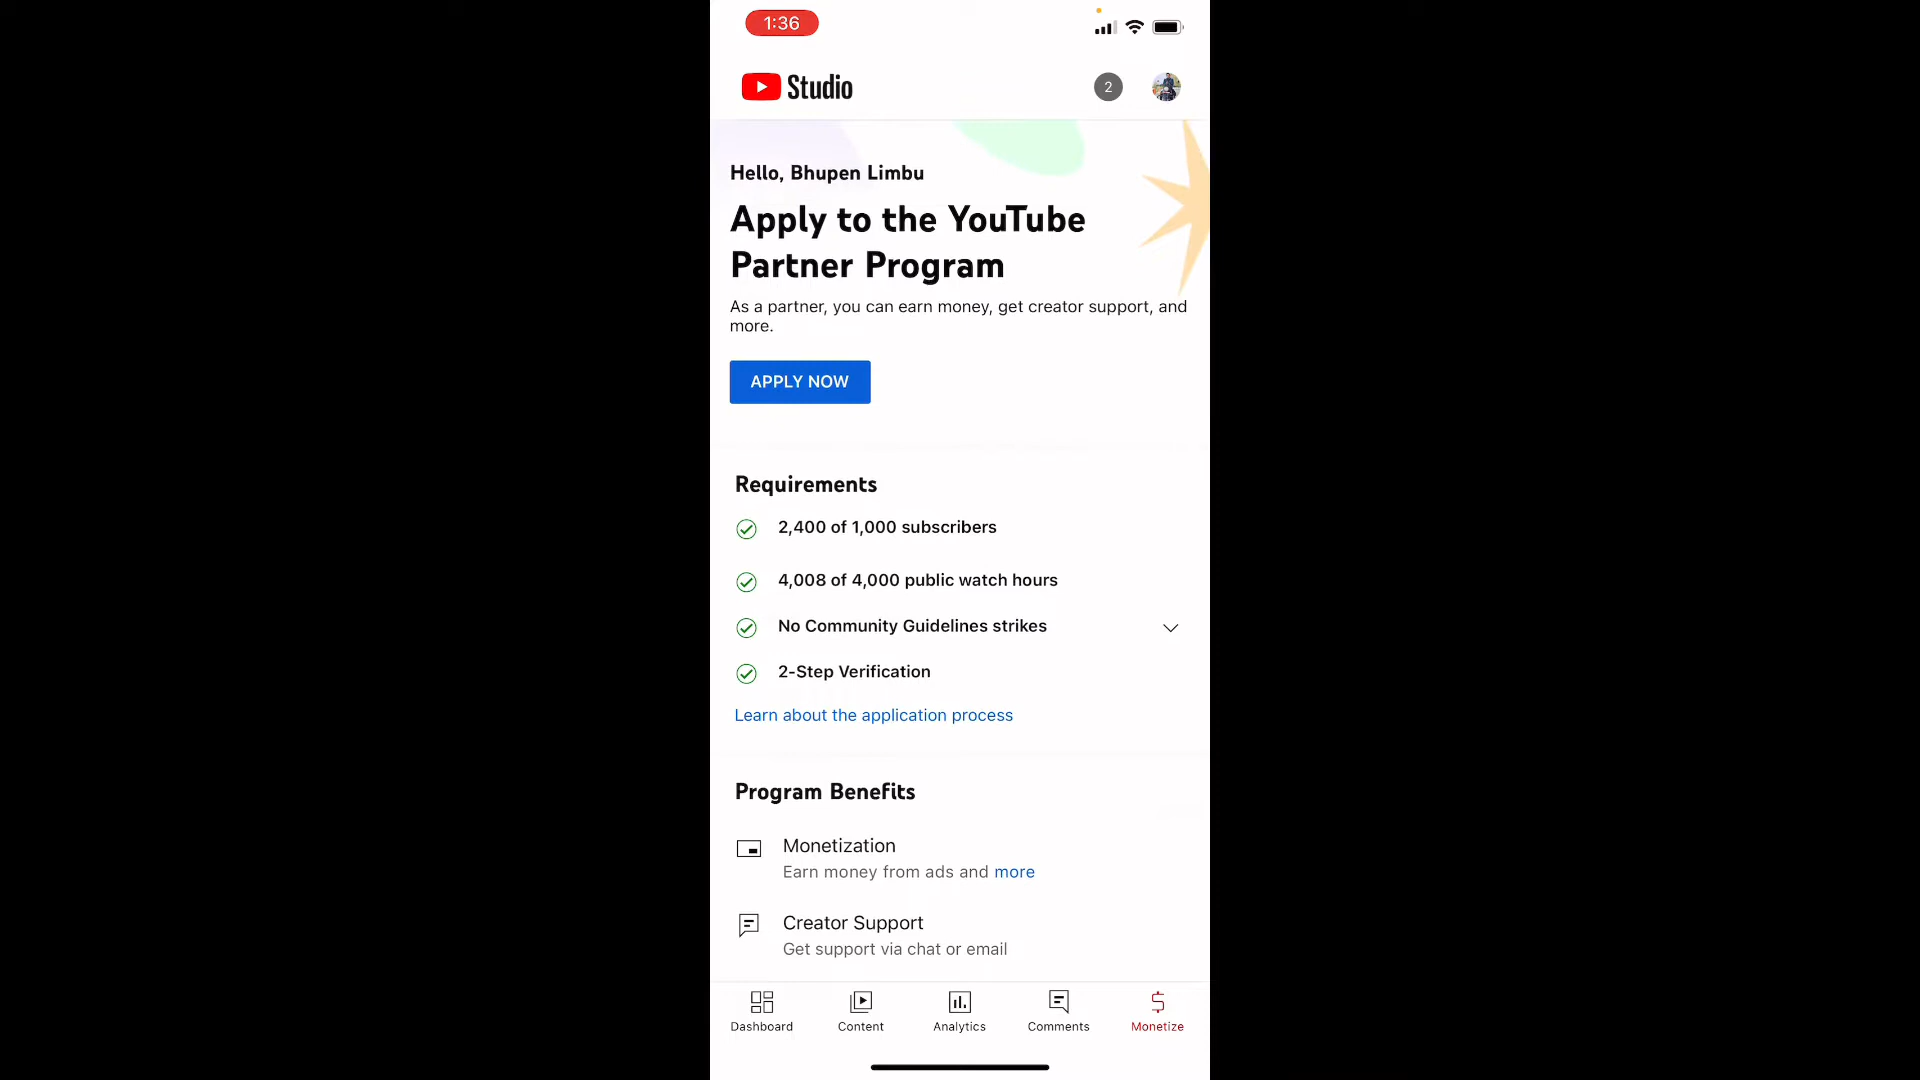 1:36
Studio
2
Hello, Bhupen Limbu
Apply to the YouTube
Partner Program
As a partner, you can earn money, get creator support, and
more.
APPLY NOW
Requirements
2,400 of 1,000 subscribers
4,008 of 4,000 public watch hours
No Community Guidelines strikes
2-Step Verification
Learn about the application process
Program Benefits
Monetization
Earn money from ads and more
Creator Support
Get support via chat or email
Dashboard
Content
Analytics
Comments
Monetize